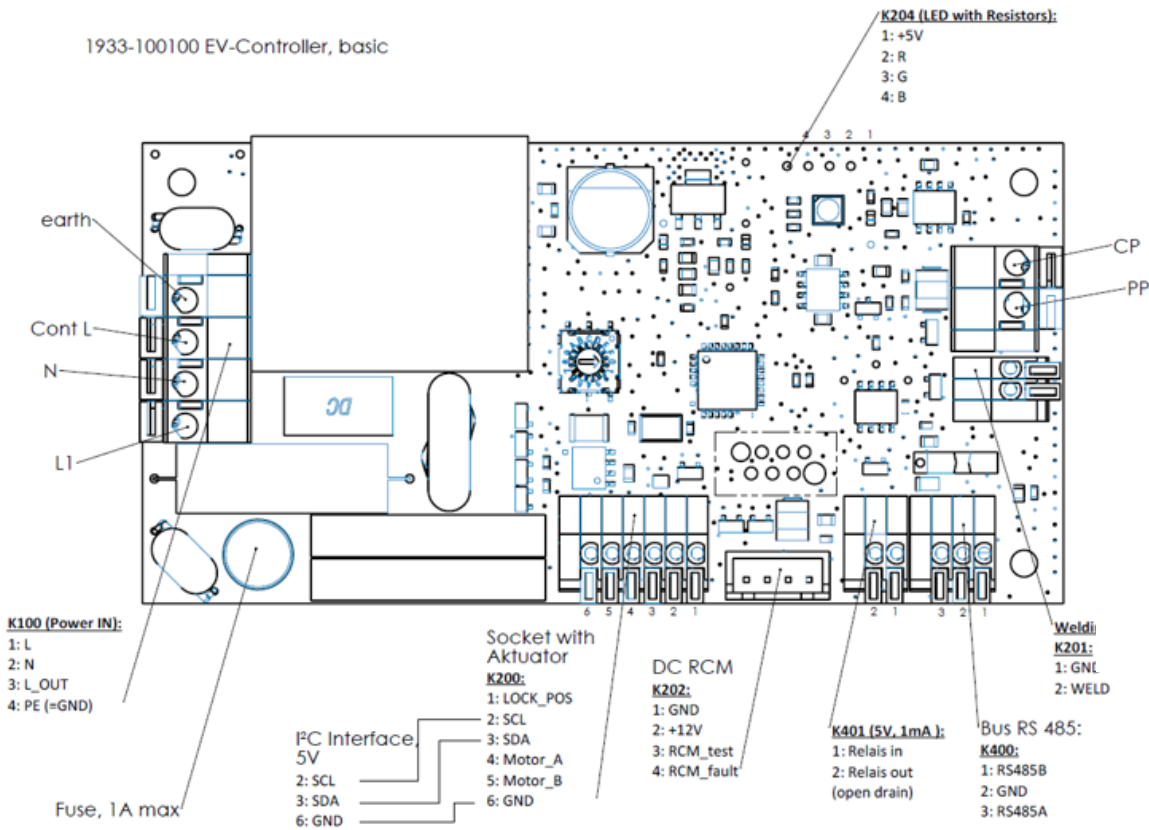 1933-100100 EV-Controller, basic
K204 (LED with Resistors):
1: +5V
2: R
3: G
4: B
4 3 2 1
earth
Cont L
N
L1
DC
CP
PP
6 5 4 3 2 1
2 1
3 2 1
K100 (Power IN):
1: L
2: N
3: L_OUT
4: PE (=GND)
Fuse, 1A max
I²C Interface,
5V
2: SCL
3: SDA
6: GND
Socket with
Aktuator
K200:
1: LOCK_POS
2: SCL
3: SDA
4: Motor_A
5: Motor_B
6: GND
DC RCM
K202:
1: GND
2: +12V
3: RCM_test
4: RCM_fault
K401 (5V, 1mA ):
1: Relais in
2: Relais out
(open drain)
Bus RS 485:
K400:
1: RS485B
2: GND
3: RS485A
K201:
2: WELD